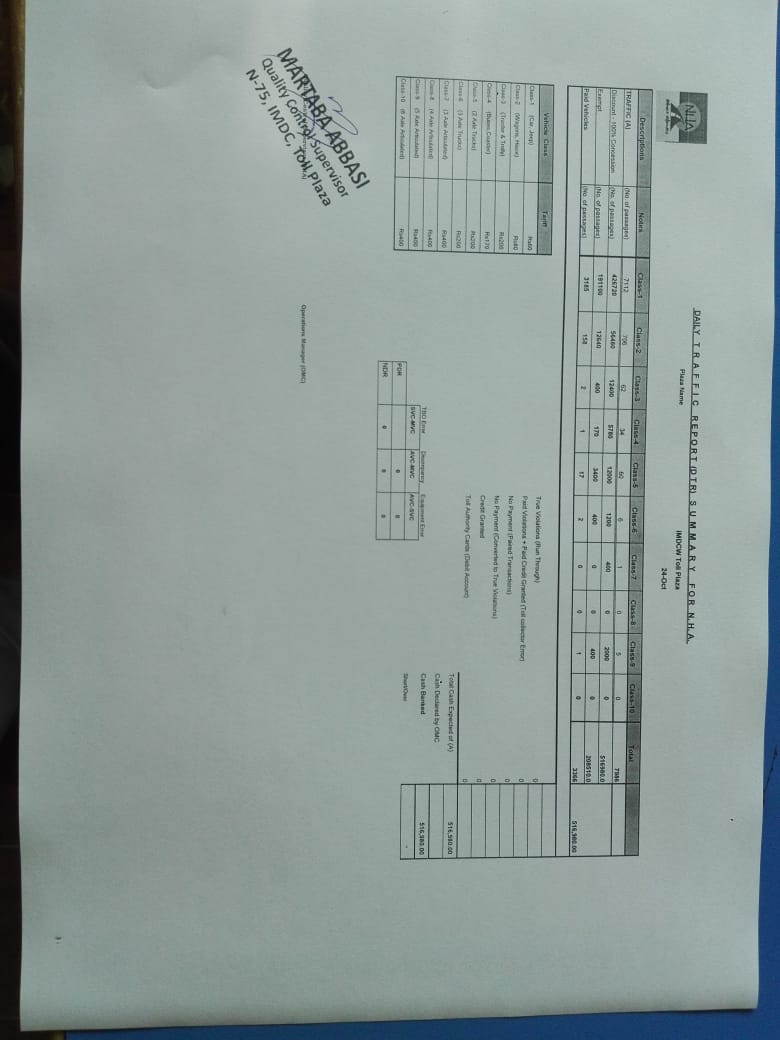 NHA
DAILY TRAFFIC REPORT (DTR) SUMMARY FOR N.H.A.
Plaza Name IMDCW Toll Plaza
24-Oct
Descriptions Notes Class-1 Class-2 Class-3 Class-4 Class-5 Class-6 Class-7 Class-8 Class-9 Class-10 Total
TRAFFIC (A) (No. of passages) 7112 706 62 34 60 6 1 0 5 0 7986
Discount : 100% Concession (No. of passages) 426720 56480 12400 5780 12000 1200 400 0 2000 0 516980.0
Exempt (No. of passages) 191100 12640 400 170 3400 400 0 0 400 0 208510.0
Paid Vehicles (No. of passages) 3185 158 2 1 17 2 0 0 1 0 3366 516,980.00
Vehicle Class Tariff
Class-1 (Car, Jeep) Rs60
Class-2 (Wagons, Hiace) Rs80
Class-3 (Tractor & Trolly) Rs200
Class-4 (Buses, Coaster) Rs170
Class-5 (2 Axle Trucks) Rs200
Class-6 (3 Axle Trucks) Rs200
Class-7 (3 Axle Articulated) Rs400
Class-8 (4 Axle Articulated) Rs400
Class-9 (5 Axle Articulated) Rs400
Class-10 (6 Axle Articulated) Rs400
True Violations (Run Through) 0
Paid Violations + Paid Credit Granted (Toll collector Error) 0
No Payment (Paired Transactions) 0
No Payment (Converted to True Violations) 0
Credit Granted 0
Toll Authority Cards (Debit Account) 0
Total Cash Expected of (A) 516,980.00
Cash Declared by OMC
Cash Banked 516,980.00
Short/Over -
TBO Error Discrepancy Equipment Error
SVC-MVC AVC-MVC AVC-SVC
PDR 0 0
NDR 0 0 0
MARTABA ABBASI
Quality Control Supervisor
N-75, IMDC, Toll Plaza
Operations Manager (OMC)